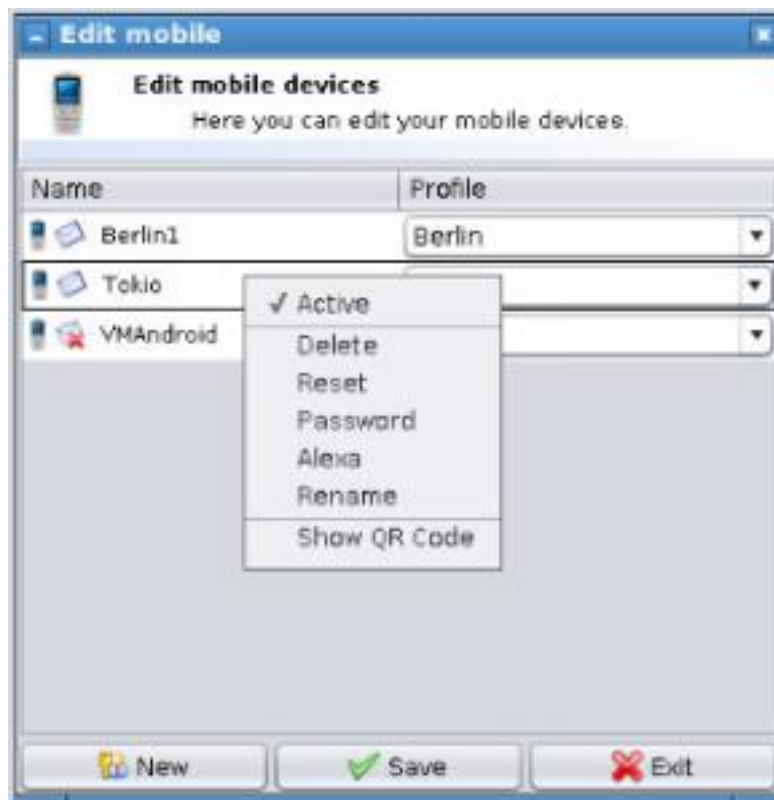 Edit mobile
Edit mobile devices
Here you can edit your mobile devices.
Name Profile
Berlin1 Berlin
Tokio
✓ Active
VMAndroid
Delete
Reset
Password
Alexa
Rename
Show QR Code
New Save Exit